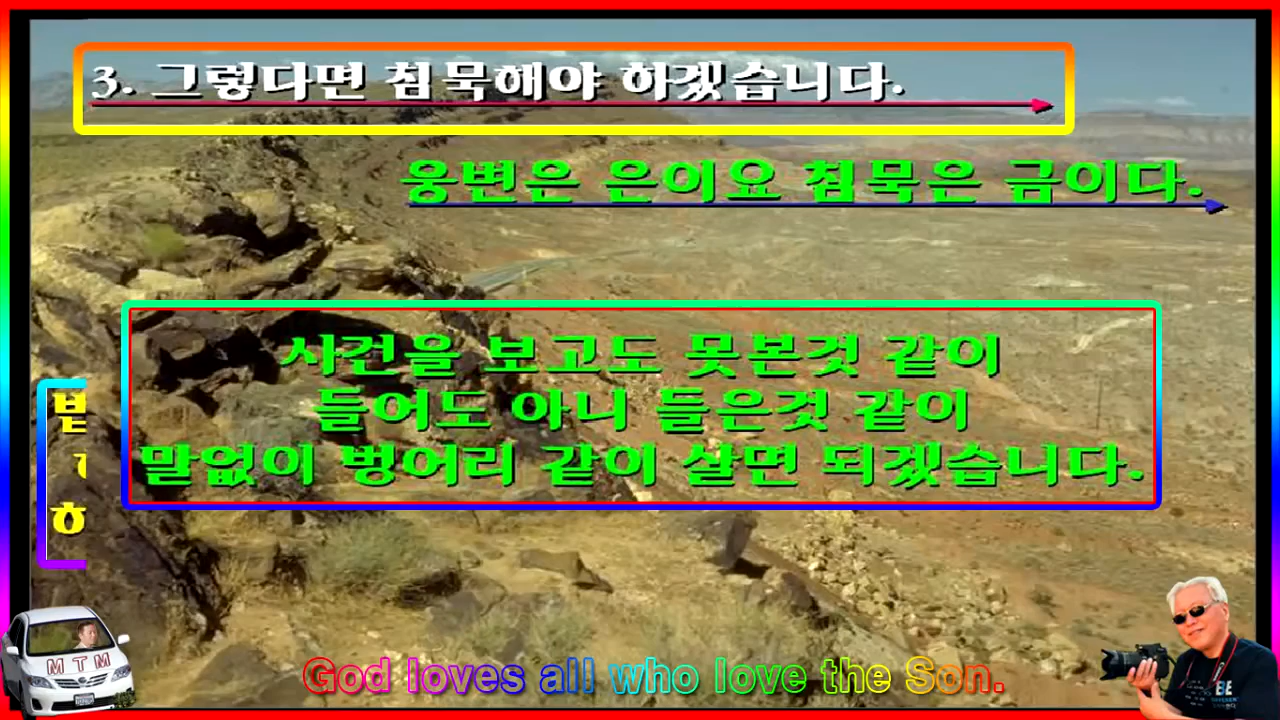 3. 그렇다면 침묵해야 하겠습니다.
웅변은 은이요 침묵은 금이다.
사건을 보고도 못본것 같이
들어도 아니 들은것 같이
말없이 벙어리 같이 살면 되겠습니다.
MTM
God loves all who love the Son.
BE